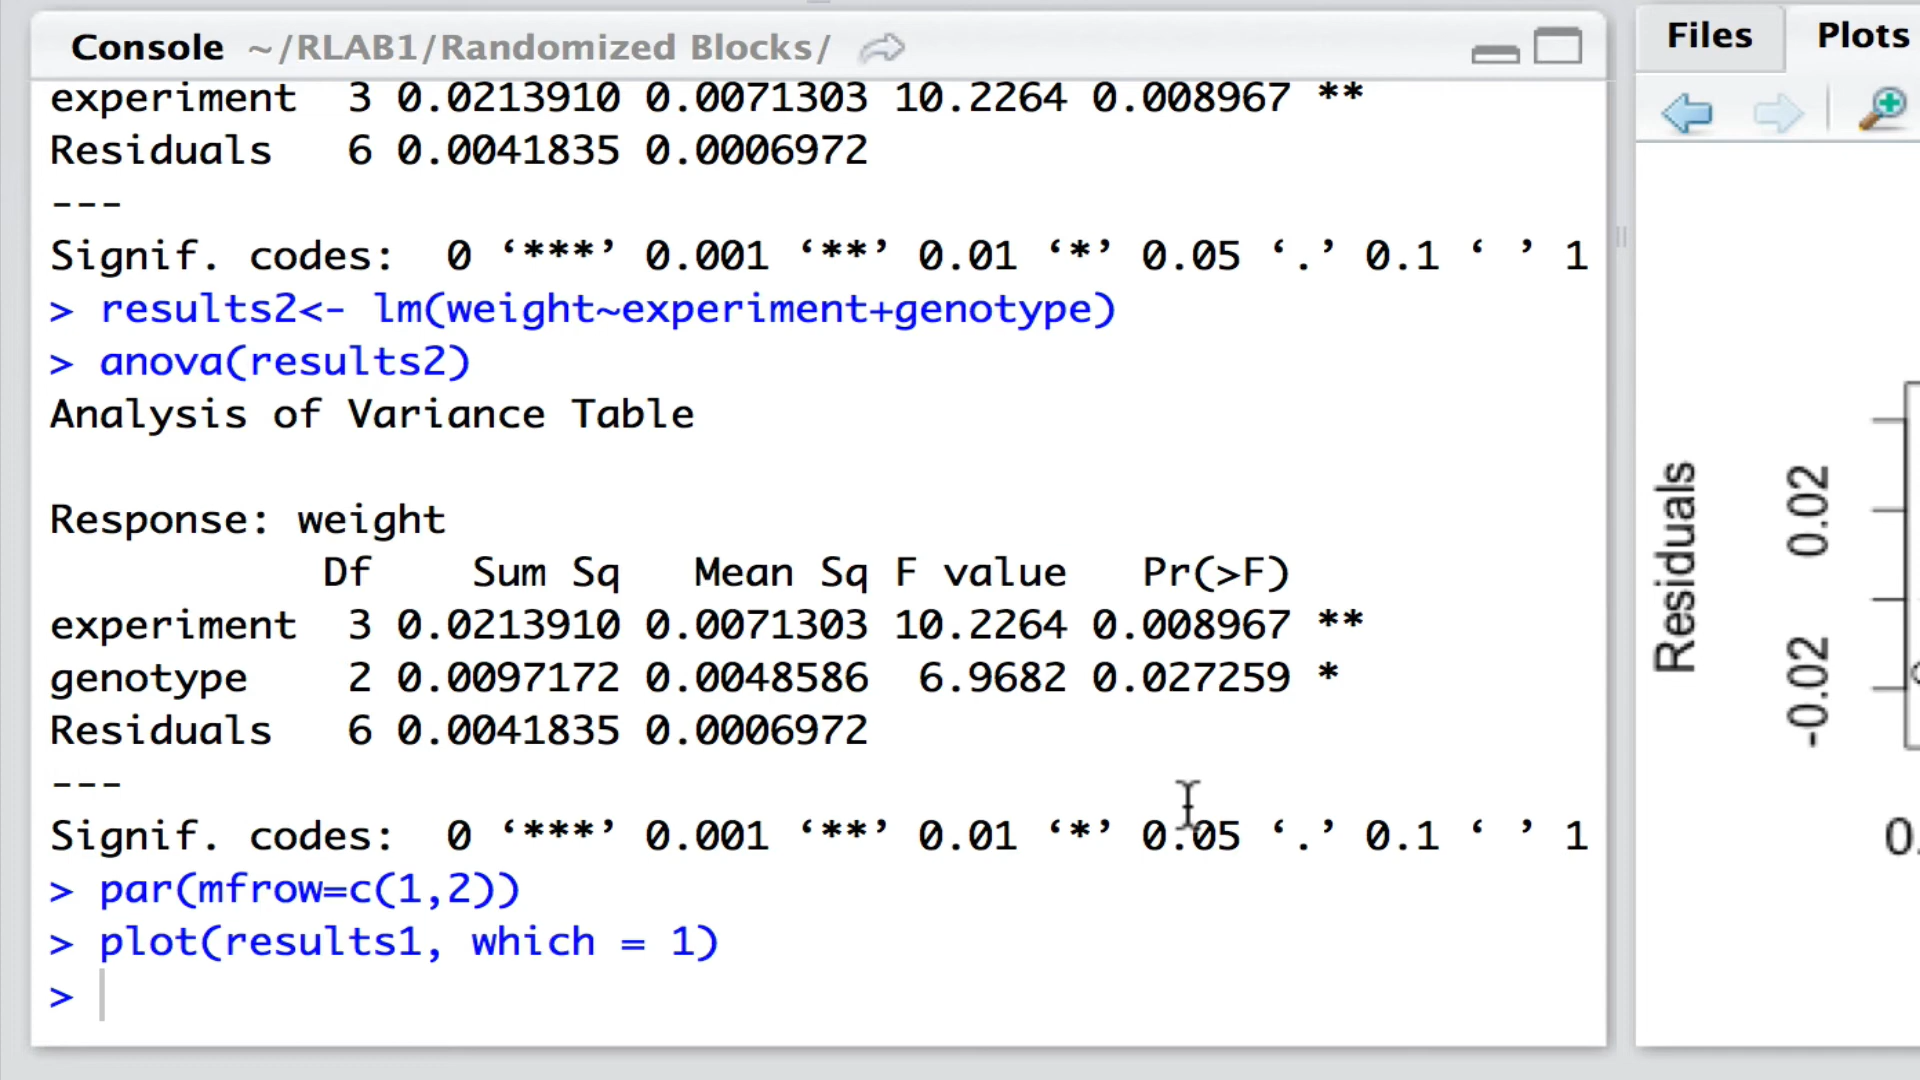 Console ~/RLAB1/Randomized Blocks/
Files Plots
experiment 3 0.0213910 0.0071303 10.2264 0.008967 **
Residuals 6 0.0041835 0.0006972
---
Signif. codes: 0 ‘***’ 0.001 ‘**’ 0.01 ‘*’ 0.05 ‘.’ 0.1 ‘ ’ 1
> results2<- lm(weight~experiment+genotype)
> anova(results2)
Analysis of Variance Table
Response: weight
Df Sum Sq Mean Sq F value Pr(>F)
experiment 3 0.0213910 0.0071303 10.2264 0.008967 **
genotype 2 0.0097172 0.0048586 6.9682 0.027259 *
Residuals 6 0.0041835 0.0006972
---
Signif. codes: 0 ‘***’ 0.001 ‘**’ 0.01 ‘*’ 0.05 ‘.’ 0.1 ‘ ’ 1
> par(mfrow=c(1,2))
> plot(results1, which = 1)
>
Residuals
0.02
-0.02